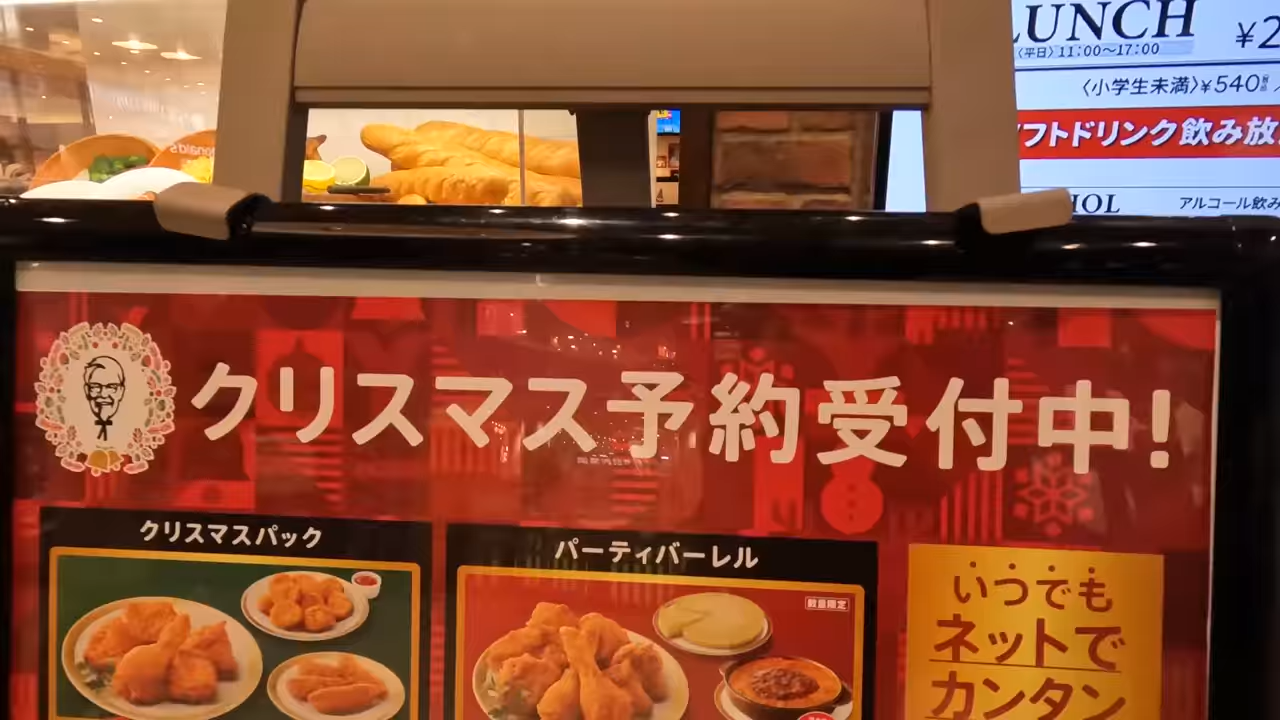 LUNCH
〈平日〉11:00〜17:00
¥2
〈小学生未満〉¥540
フトドリンク飲み放
アルコール飲み
クリスマス予約受付中!
クリスマスパック
パーティバーレル
数量限定
いつでも
ネットで
カンタン